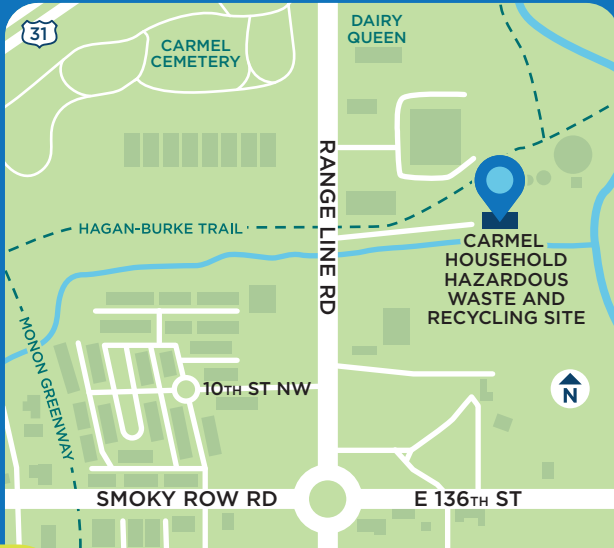 31
CARMEL
CEMETERY
DAIRY
QUEEN
RANGE LINE RD
HAGAN-BURKE TRAIL
CARMEL
HOUSEHOLD
HAZARDOUS
WASTE AND
RECYCLING SITE
MONON GREENWAY
10TH ST NW
N
SMOKY ROW RD
E 136TH ST